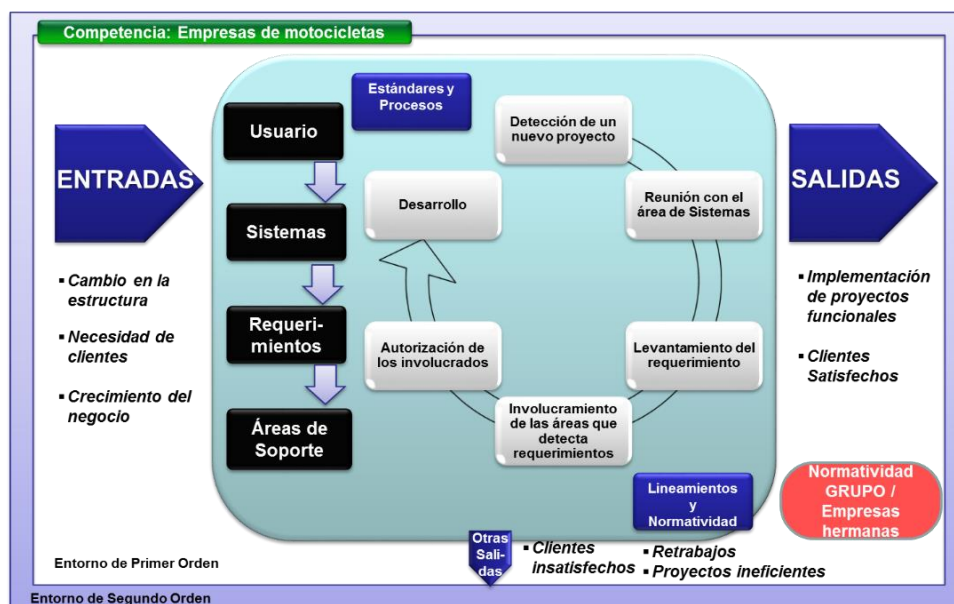 Competencia: Empresas de motocicletas
ENTRADAS
▪ Cambio en la
estructura
▪ Necesidad de
clientes
▪ Crecimiento del
negocio
Usuario
Sistemas
Requeri-
mientos
Áreas de
Soporte
Estándares y
Procesos
Detección de un
nuevo proyecto
Reunión con el
área de Sistemas
Levantamiento del
requerimiento
Involucramiento
de las áreas que
detecta
requerimientos
Autorización de
los involucrados
Desarrollo
Lineamientos
y
Normatividad
SALIDAS
▪ Implementación
de proyectos
funcionales
▪ Clientes
Satisfechos
Normatividad
GRUPO /
Empresas
hermanas
Otras
Sali-
das
▪ Clientes
insatisfechos
▪ Retrabajos
▪ Proyectos ineficientes
Entorno de Primer Orden
Entorno de Segundo Orden